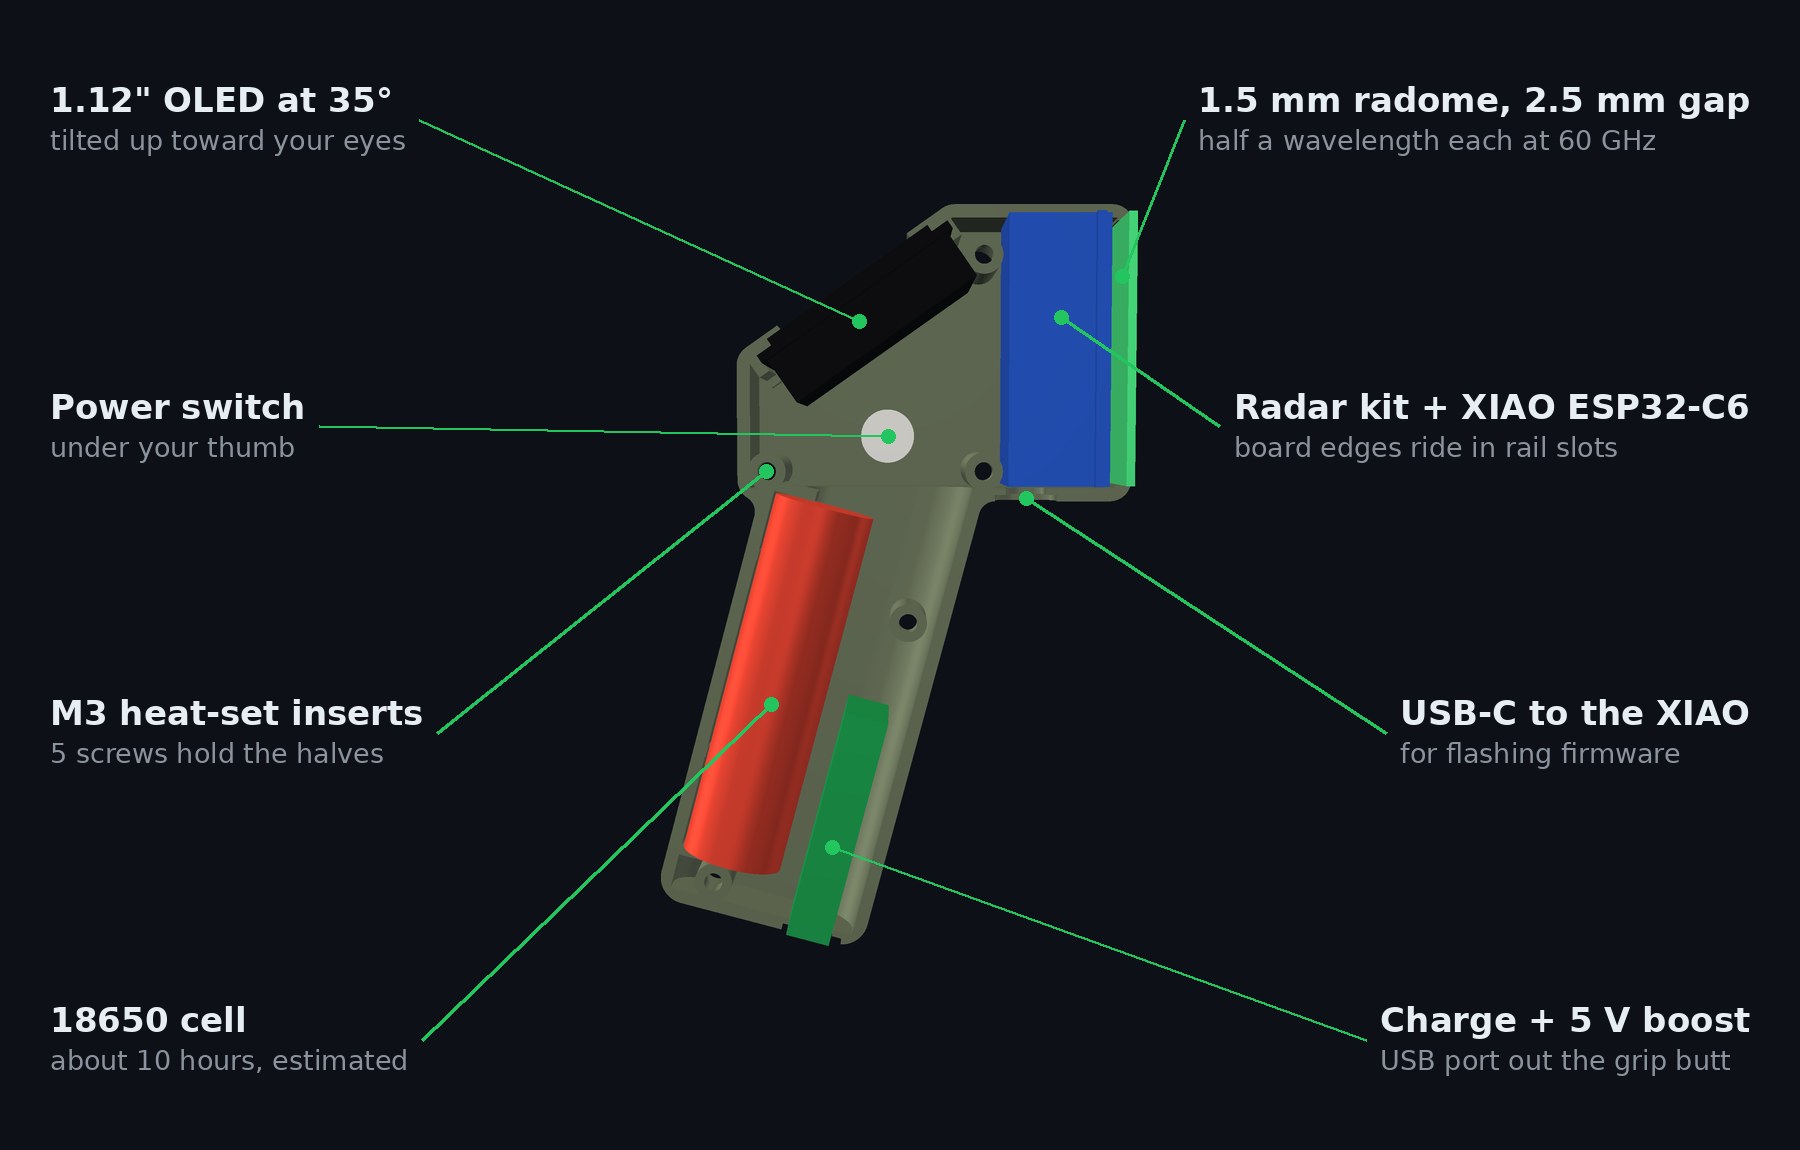 1.12" OLED at 35°
tilted up toward your eyes
1.5 mm radome, 2.5 mm gap
half a wavelength each at 60 GHz
Power switch
under your thumb
Radar kit + XIAO ESP32-C6
board edges ride in rail slots
M3 heat-set inserts
5 screws hold the halves
USB-C to the XIAO
for flashing firmware
18650 cell
about 10 hours, estimated
Charge + 5 V boost
USB port out the grip butt